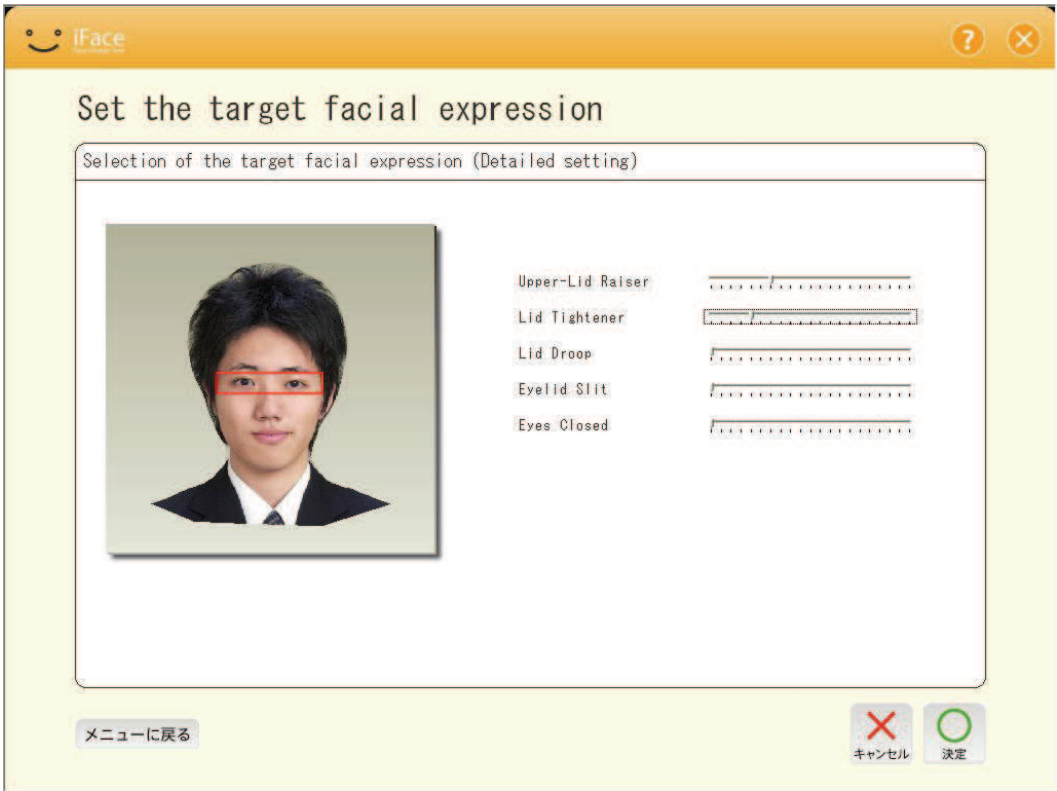 iFace
?
Set the target facial expression
Selection of the target facial expression (Detailed setting)
Upper-Lid Raiser
Lid Tightener
Lid Droop
Eyelid Slit
Eyes Closed
メニューに戻る
キャンセル
決定